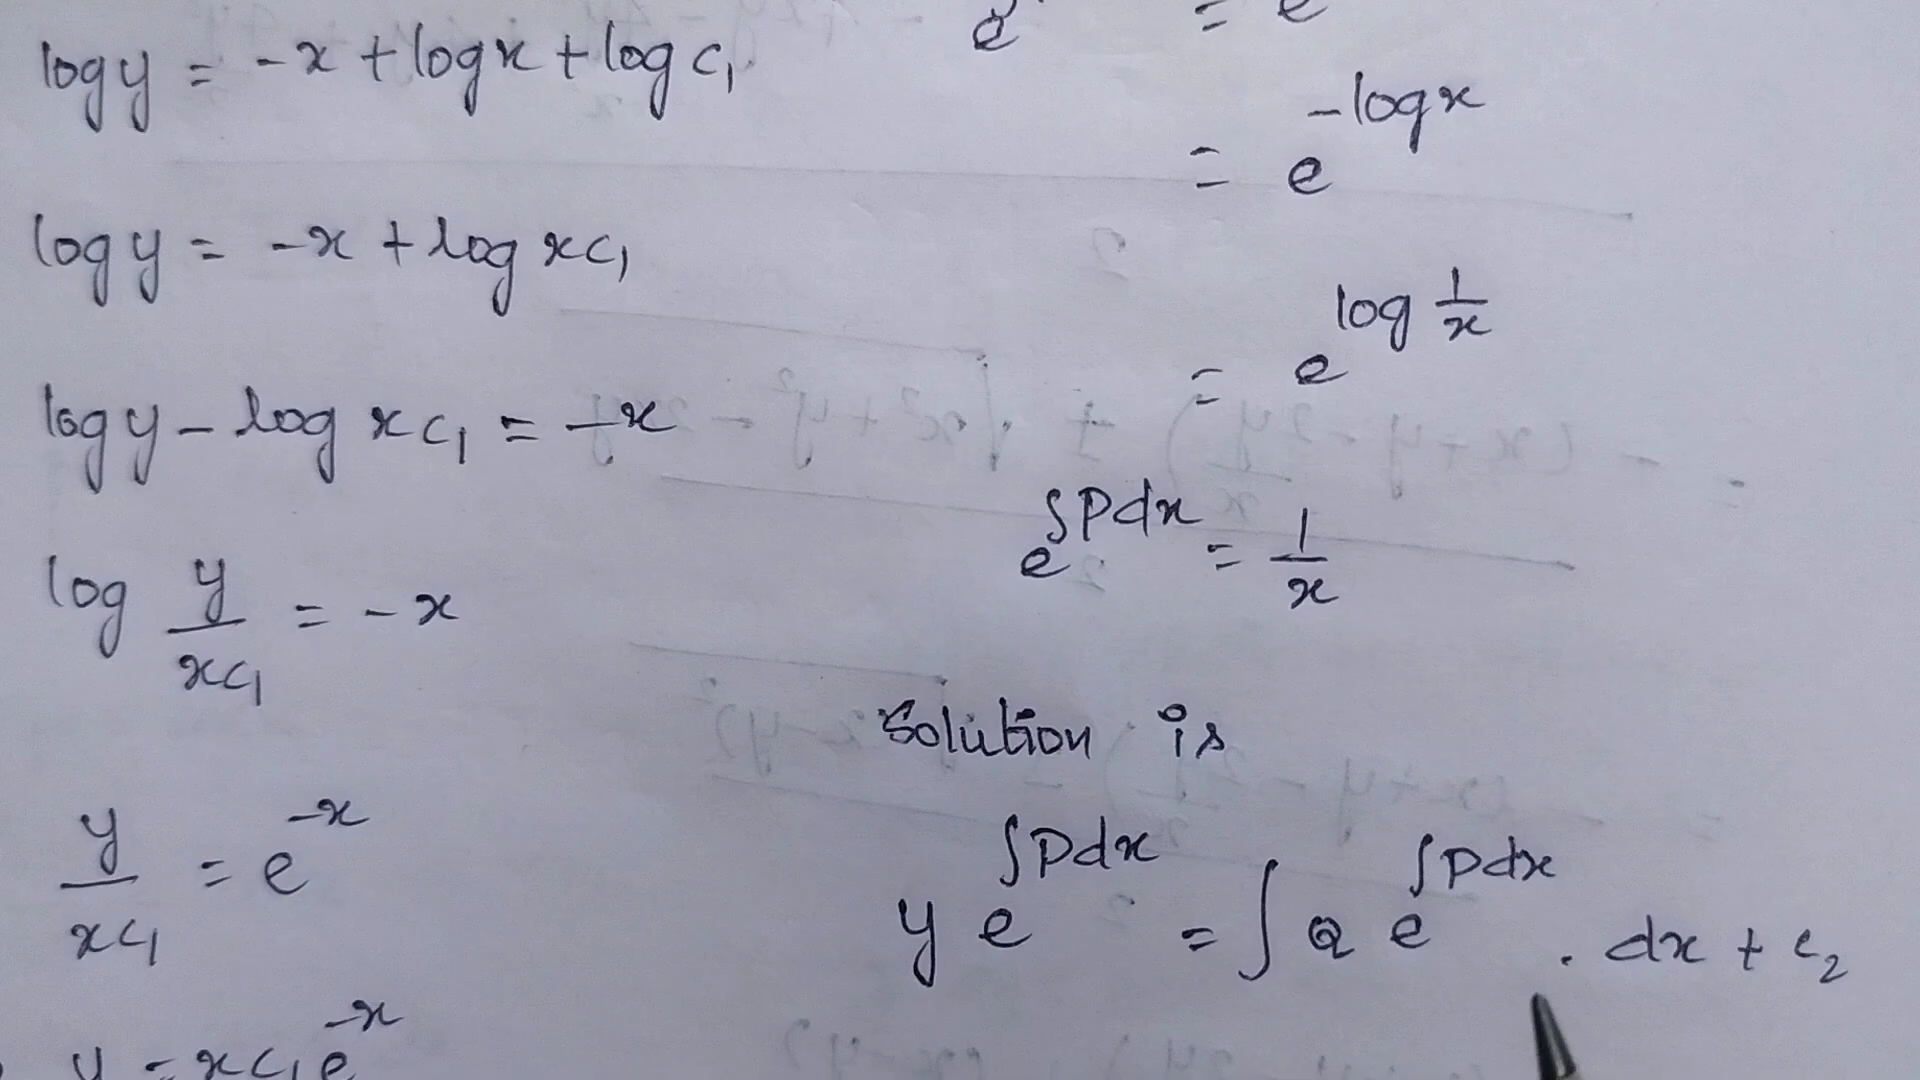 log y = -x + log x + log c₁
log y = -x + log xc₁
log y - log xc₁ = -x
log y/xc₁ = -x
y/xc₁ = e^-x
y = xc₁e^-x
= e^-log x
= e^log 1/x
e^∫Pdx = 1/x
Solution is
y e^∫Pdx = ∫ Q e^∫Pdx . dx + c₂